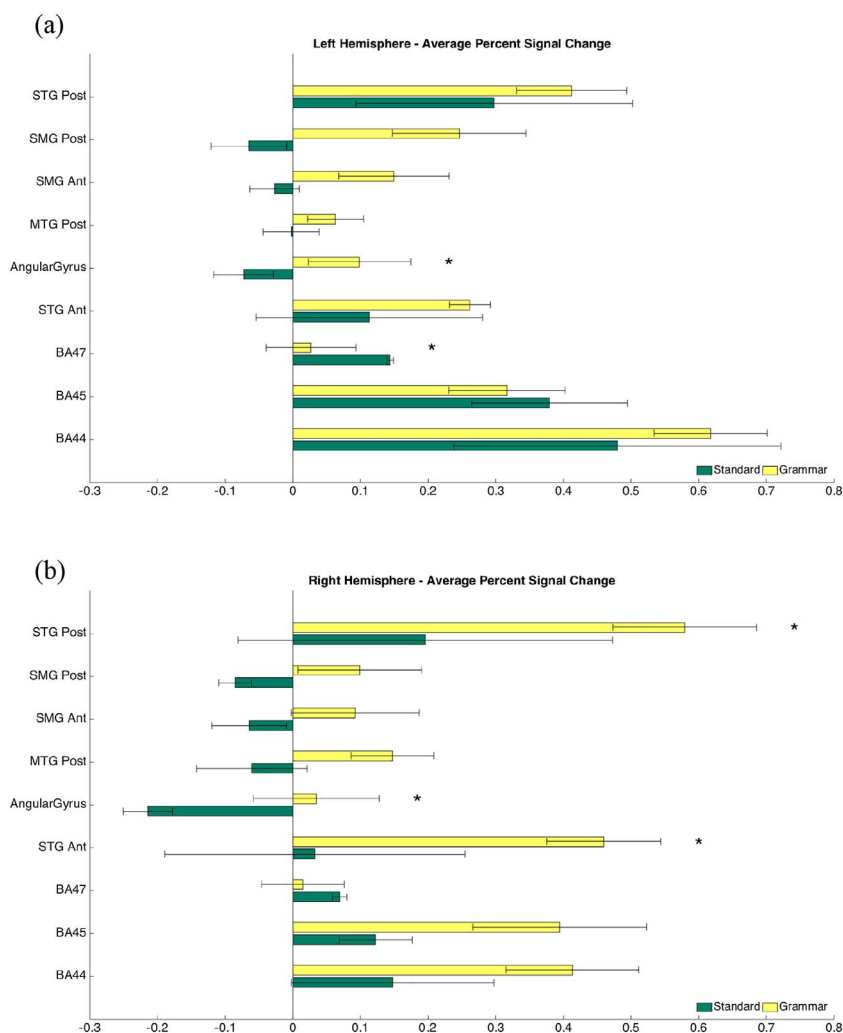 (a)
Left Hemisphere - Average Percent Signal Change
STG Post
SMG Post
SMG Ant
MTG Post
AngularGyrus *
STG Ant
BA47 *
BA45
BA44
Standard Grammar
-0.3 -0.2 -0.1 0 0.1 0.2 0.3 0.4 0.5 0.6 0.7 0.8
(b)
Right Hemisphere - Average Percent Signal Change
STG Post *
SMG Post
SMG Ant
MTG Post
AngularGyrus *
STG Ant *
BA47
BA45
BA44
Standard Grammar
-0.3 -0.2 -0.1 0 0.1 0.2 0.3 0.4 0.5 0.6 0.7 0.8